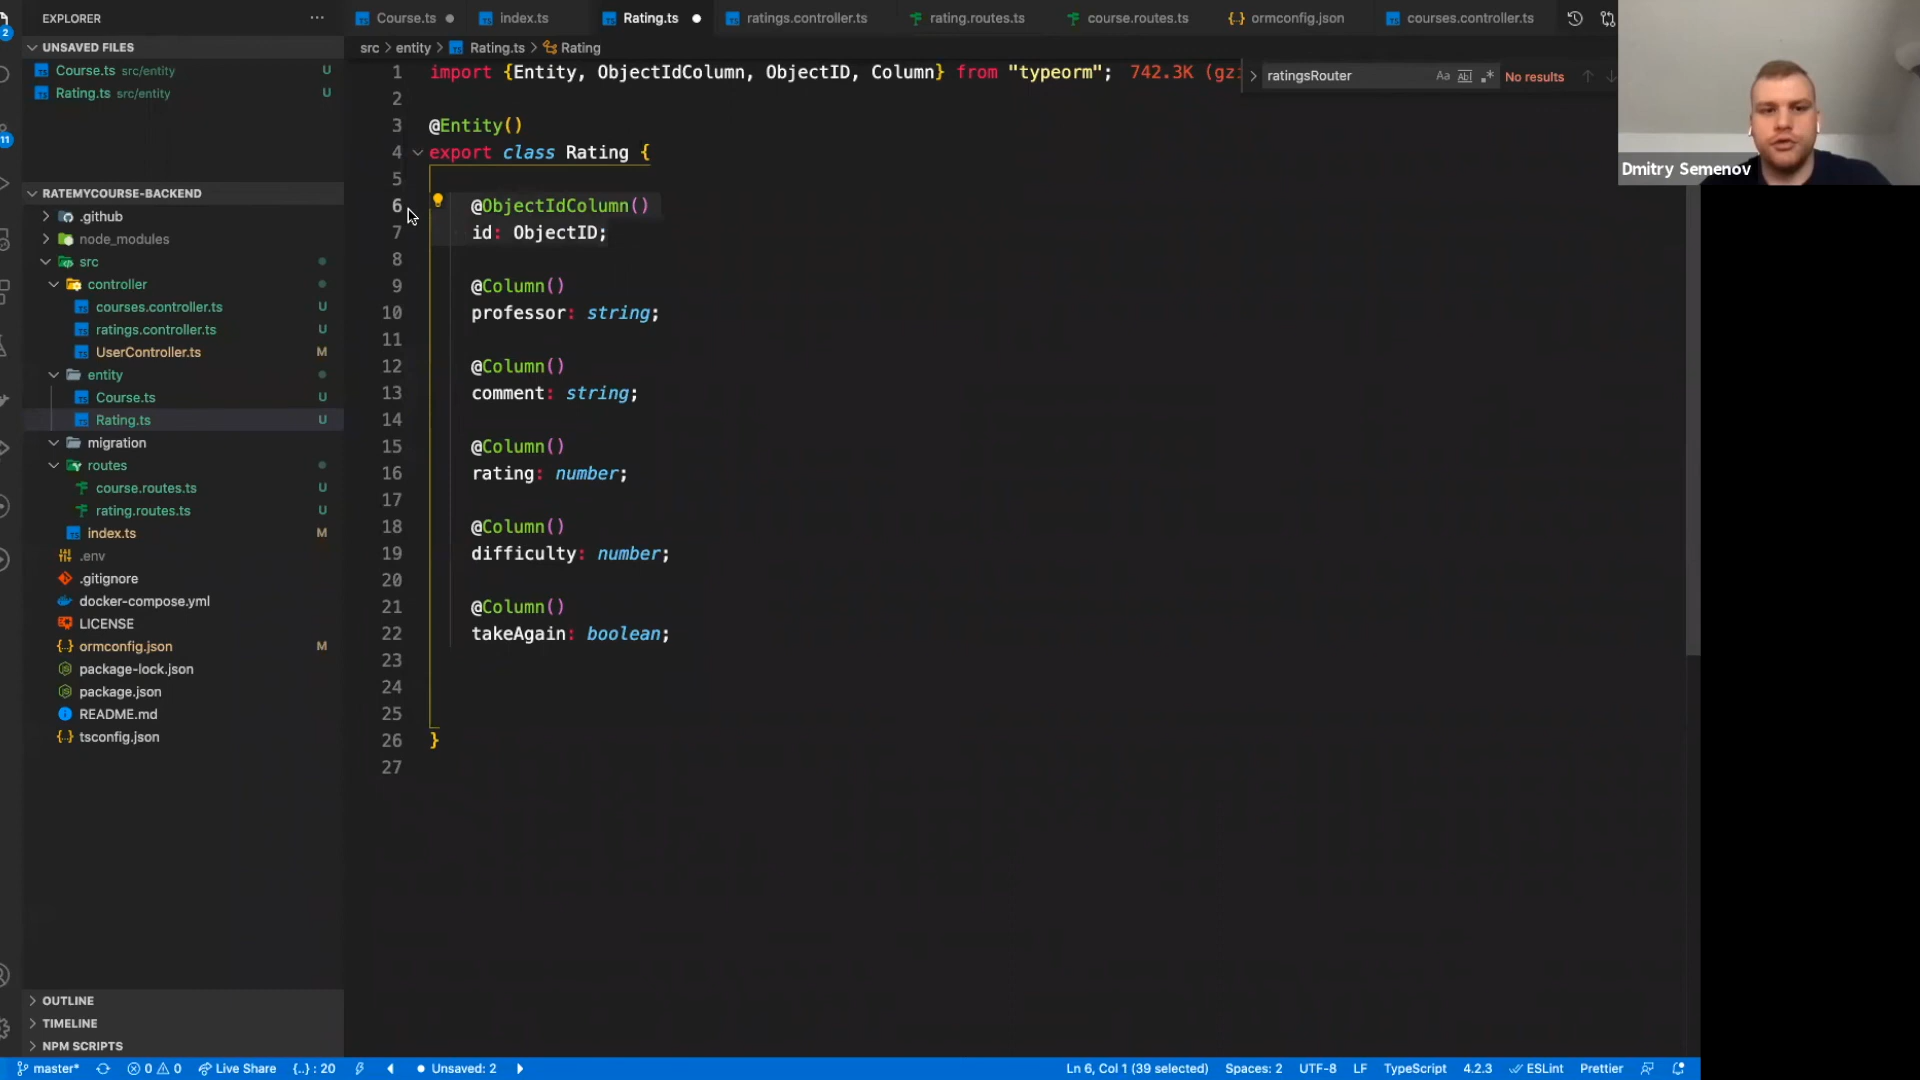 EXPLORER
UNSAVED FILES
Course.ts src/entity U
Rating.ts src/entity U
2
11
RATEMYCOURSE-BACKEND
.github
node_modules
src
controller
courses.controller.ts U
ratings.controller.ts U
UserController.ts M
entity
Course.ts U
Rating.ts U
migration
routes
course.routes.ts U
rating.routes.ts U
index.ts M
.env
.gitignore
docker-compose.yml
LICENSE
ormconfig.json M
package-lock.json
package.json
README.md
tsconfig.json
OUTLINE
TIMELINE
NPM SCRIPTS
Course.ts index.ts Rating.ts ratings.controller.ts rating.routes.ts course.routes.ts ormconfig.json courses.controller.ts
src > entity > Rating.ts > Rating
ratingsRouter Aa Abl .* No results
1 import {Entity, ObjectIdColumn, ObjectID, Column} from "typeorm"; 742.3K (gzi
2
3 @Entity()
4 export class Rating {
5
6 @ObjectIdColumn()
7 id: ObjectID;
8
9 @Column()
10 professor: string;
11
12 @Column()
13 comment: string;
14
15 @Column()
16 rating: number;
17
18 @Column()
19 difficulty: number;
20
21 @Column()
22 takeAgain: boolean;
23
24
25
26 }
27
Dmitry Semenov
master* 0 0 Live Share {..} : 20 Unsaved: 2 Ln 6, Col 1 (39 selected) Spaces: 2 UTF-8 LF TypeScript 4.2.3 ESLint Prettier